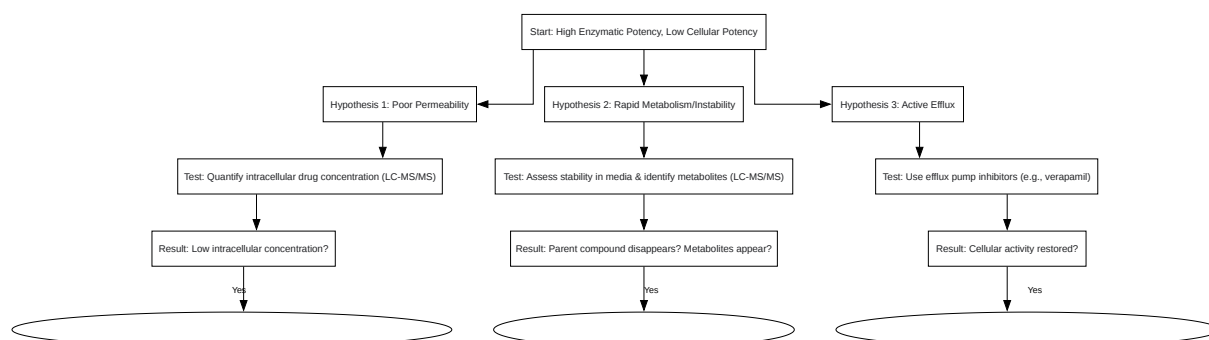 Start: High Enzymatic Potency, Low Cellular Potency
Hypothesis 1: Poor Permeability
Hypothesis 2: Rapid Metabolism/Instability
Hypothesis 3: Active Efflux
Test: Quantify intracellular drug concentration (LC-MS/MS)
Test: Assess stability in media & identify metabolites (LC-MS/MS)
Test: Use efflux pump inhibitors (e.g., verapamil)
Result: Low intracellular concentration?
Result: Parent compound disappears? Metabolites appear?
Result: Cellular activity restored?
Yes
Yes
Yes